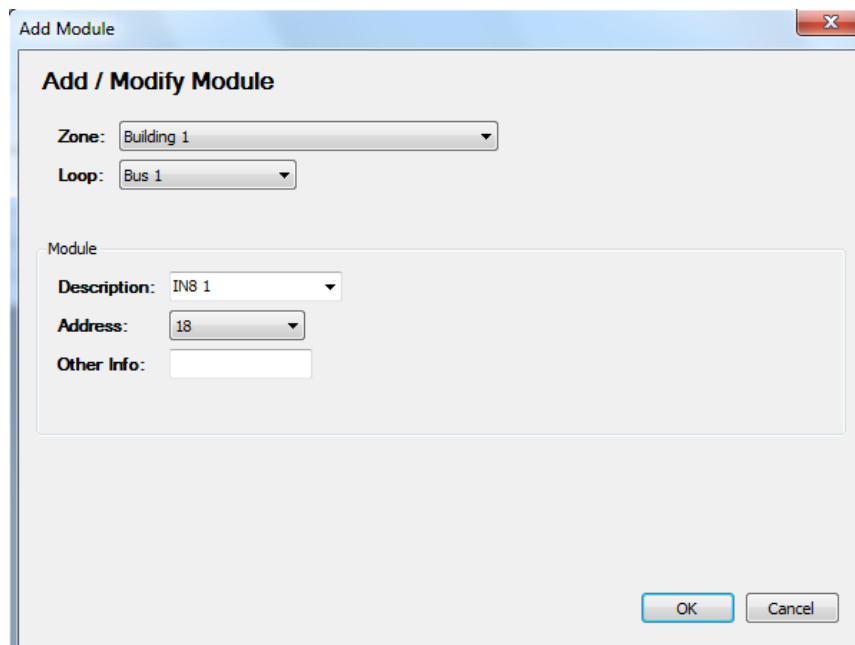 Add Module
Add / Modify Module
Zone: Building 1
Loop: Bus 1
Module
Description: IN8 1
Address: 18
Other Info:
OK Cancel